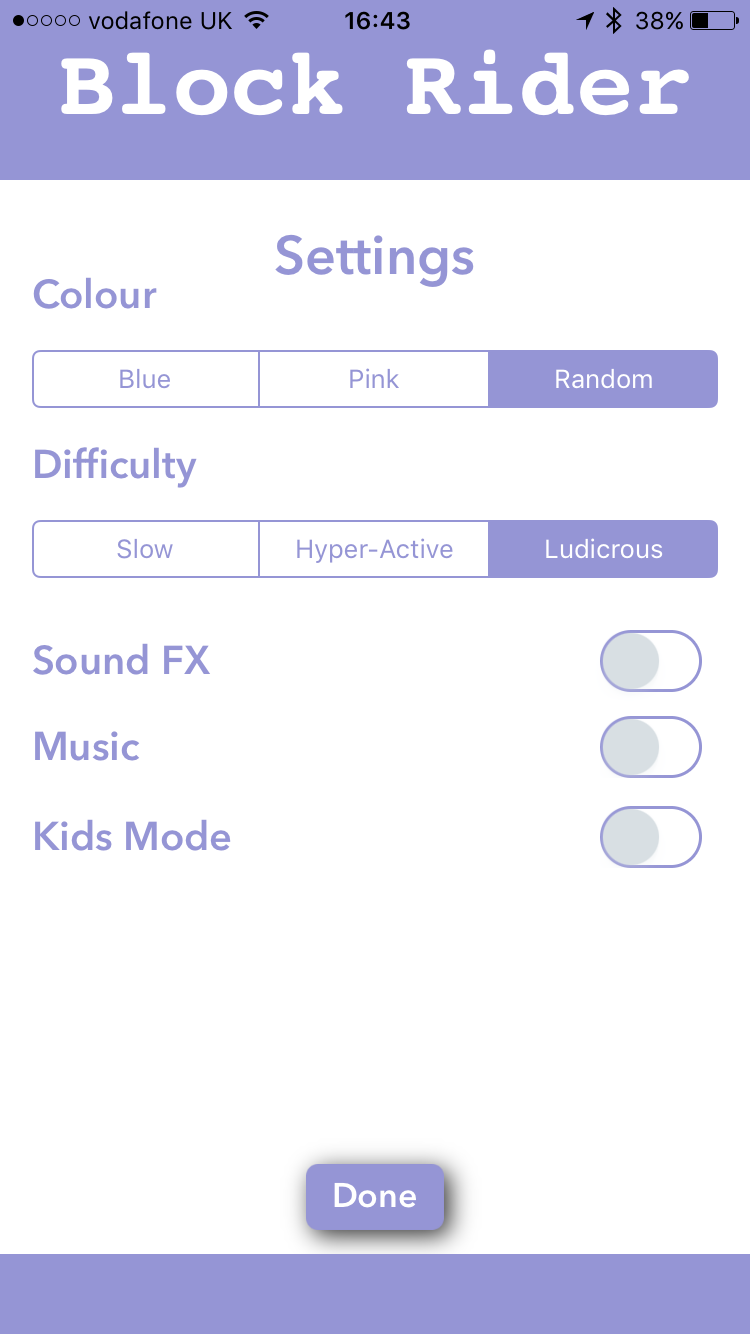 vodafone UK 16:43 38%
Block Rider
Settings
Colour
Blue Pink Random
Difficulty
Slow Hyper-Active Ludicrous
Sound FX
Music
Kids Mode
Done